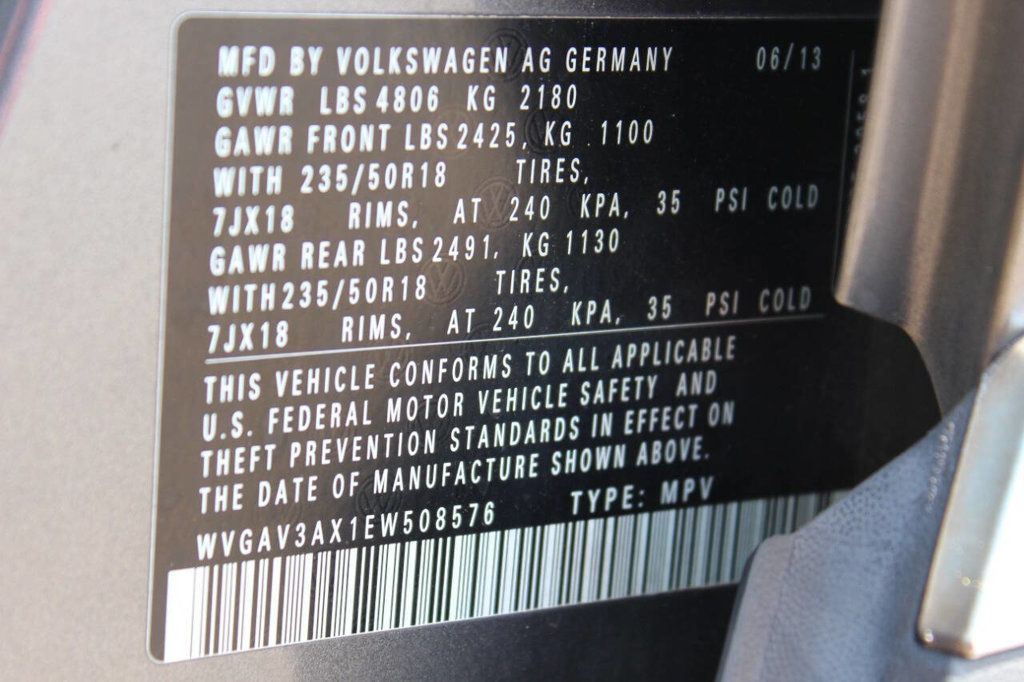 MFD BY VOLKSWAGEN AG GERMANY 06/13
GVWR LBS 4806 KG 2180
GAWR FRONT LBS 2425, KG 1100
WITH 235/50R18 TIRES,
7JX18 RIMS, AT 240 KPA, 35 PSI COLD
GAWR REAR LBS 2491, KG 1130
WITH 235/50R18 TIRES,
7JX18 RIMS, AT 240 KPA, 35 PSI COLD
THIS VEHICLE CONFORMS TO ALL APPLICABLE
U.S. FEDERAL MOTOR VEHICLE SAFETY AND
THEFT PREVENTION STANDARDS IN EFFECT ON
THE DATE OF MANUFACTURE SHOWN ABOVE.
WVGAV3AX1EW508576 TYPE: MPV